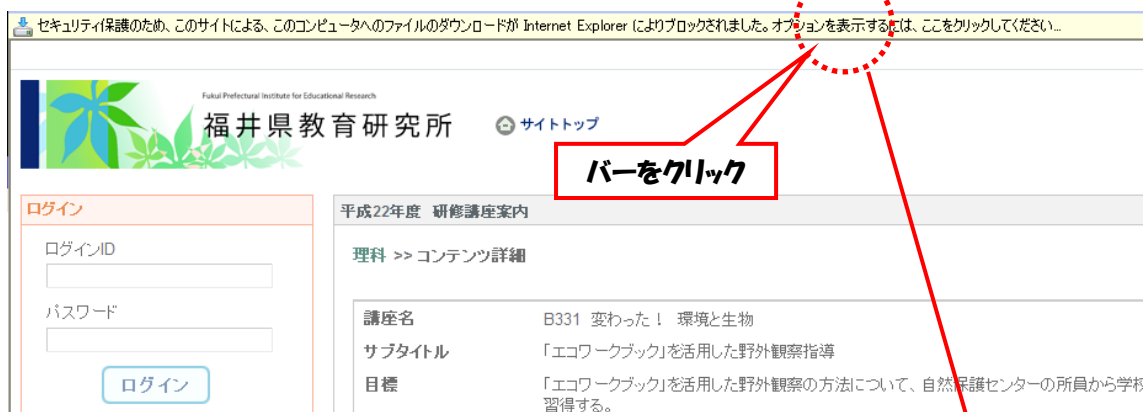 セキュリティ保護のため、このサイトによる、このコンピュータへのファイルのダウンロードが Internet Explorer によりブロックされました。オプションを表示するには、ここをクリックしてください...
Fukui Prefectural Institute for Educational Research
福井県教育研究所
サイトトップ
バーをクリック
ログイン
平成22年度 研修講座案内
ログインID
理科 >> コンテンツ詳細
パスワード
講座名 B331 変わった! 環境と生物
サブタイトル 「エコワークブック」を活用した野外観察指導
ログイン
目標 「エコワークブック」を活用した野外観察の方法について、自然保護センターの所員から学校
習得する。